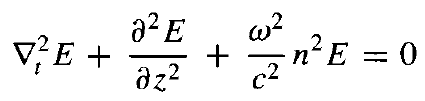 ∇ₜ²E + ∂²E/∂z² + ω²/c² n²E = 0